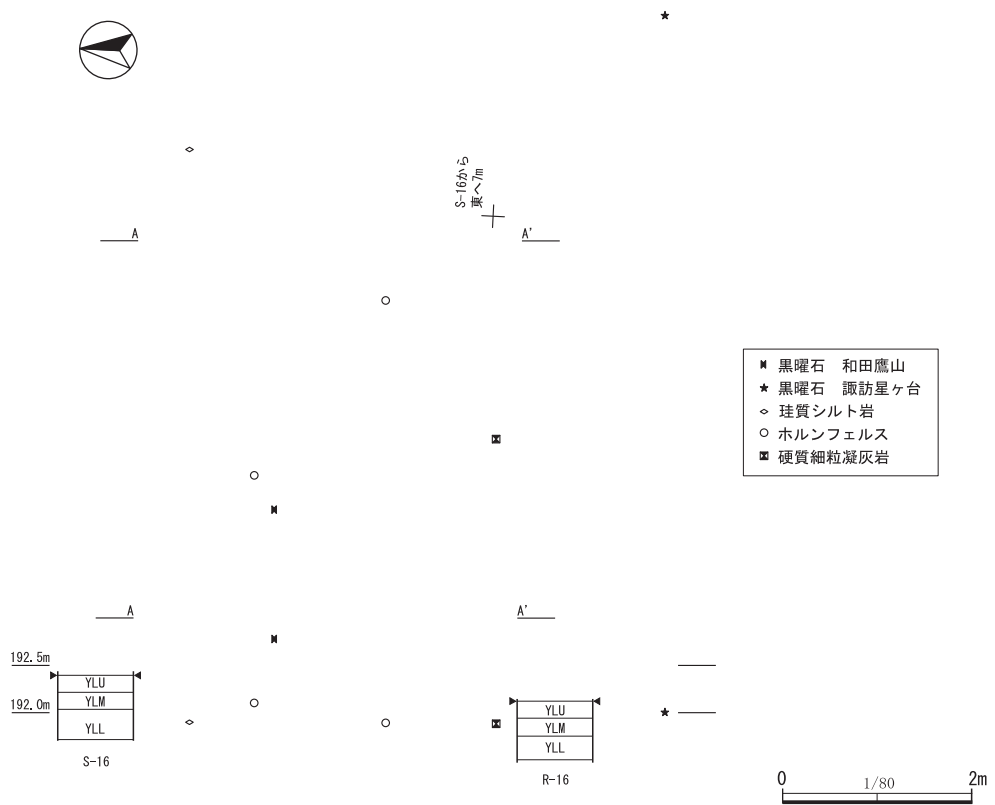 S-16から
東へ7m
A
A'
黒曜石 和田鷹山
黒曜石 諏訪星ヶ台
珪質シルト岩
ホルンフェルス
硬質細粒凝灰岩
A
A'
192.5m
192.0m
YLU
YLM
YLL
S-16
YLU
YLM
YLL
R-16
0
1/80
2m